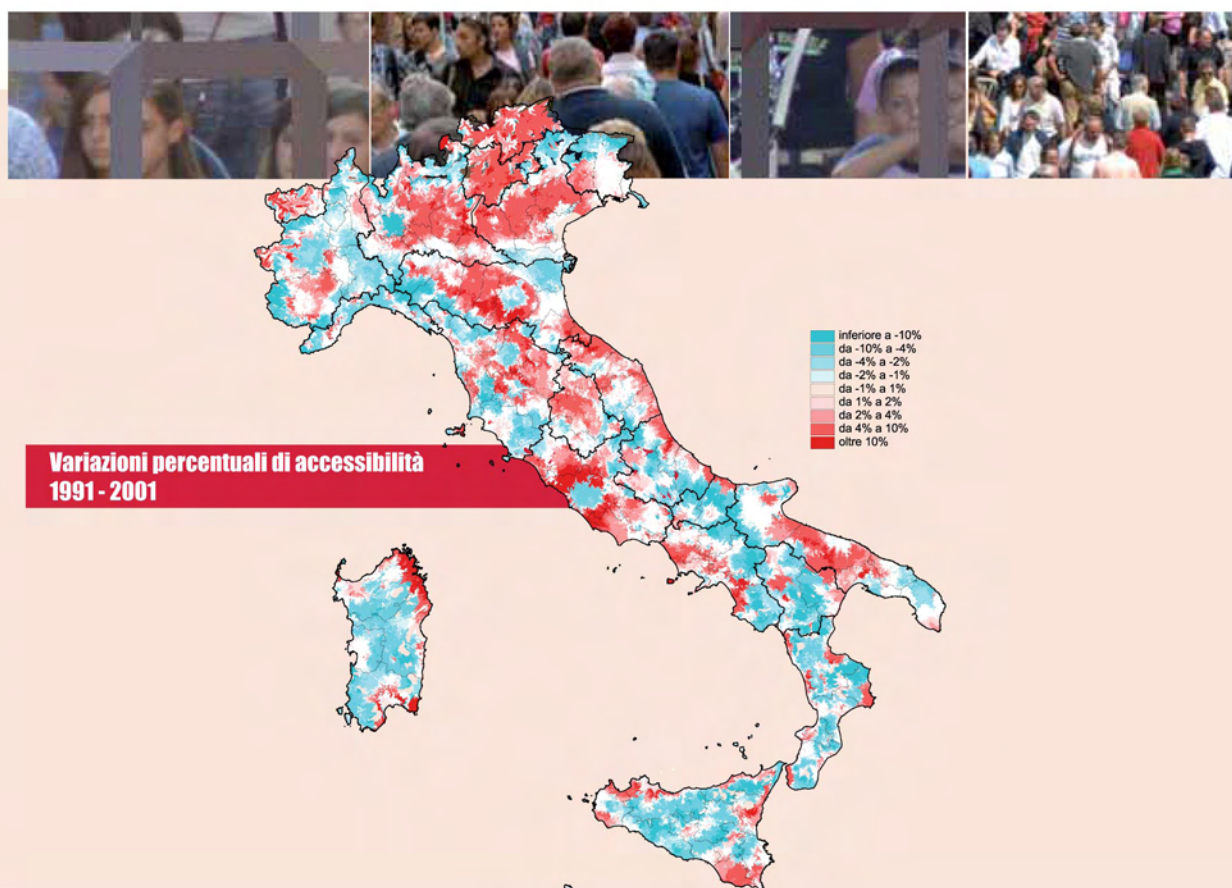 inferiore a -10%
da -10% a -4%
da -4% a -2%
da -2% a -1%
da -1% a 1%
da 1% a 2%
da 2% a 4%
da 4% a 10%
oltre 10%
Variazioni percentuali di accessibilità
1991 - 2001